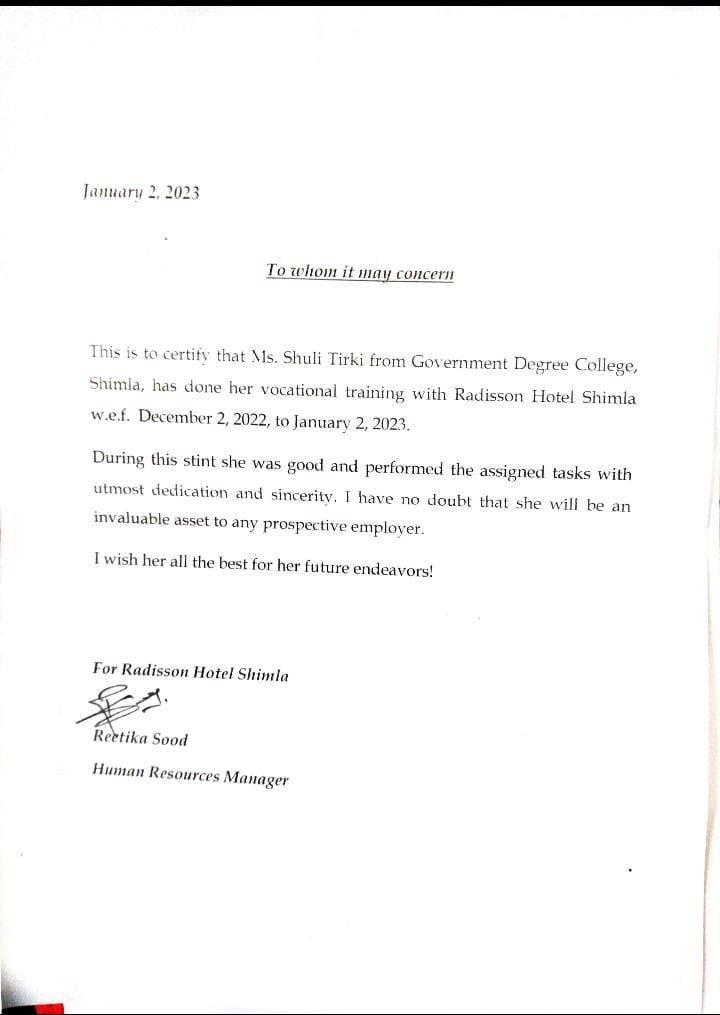 January 2, 2023
To whom it may concern
This is to certify that Ms. Shuli Tirki from Government Degree College,
Shimla, has done her vocational training with Radisson Hotel Shimla
w.e.f. December 2, 2022, to January 2, 2023.
During this stint she was good and performed the assigned tasks with
utmost dedication and sincerity. I have no doubt that she will be an
invaluable asset to any prospective employer.
I wish her all the best for her future endeavors!
For Radisson Hotel Shimla
Reetika Sood
Human Resources Manager